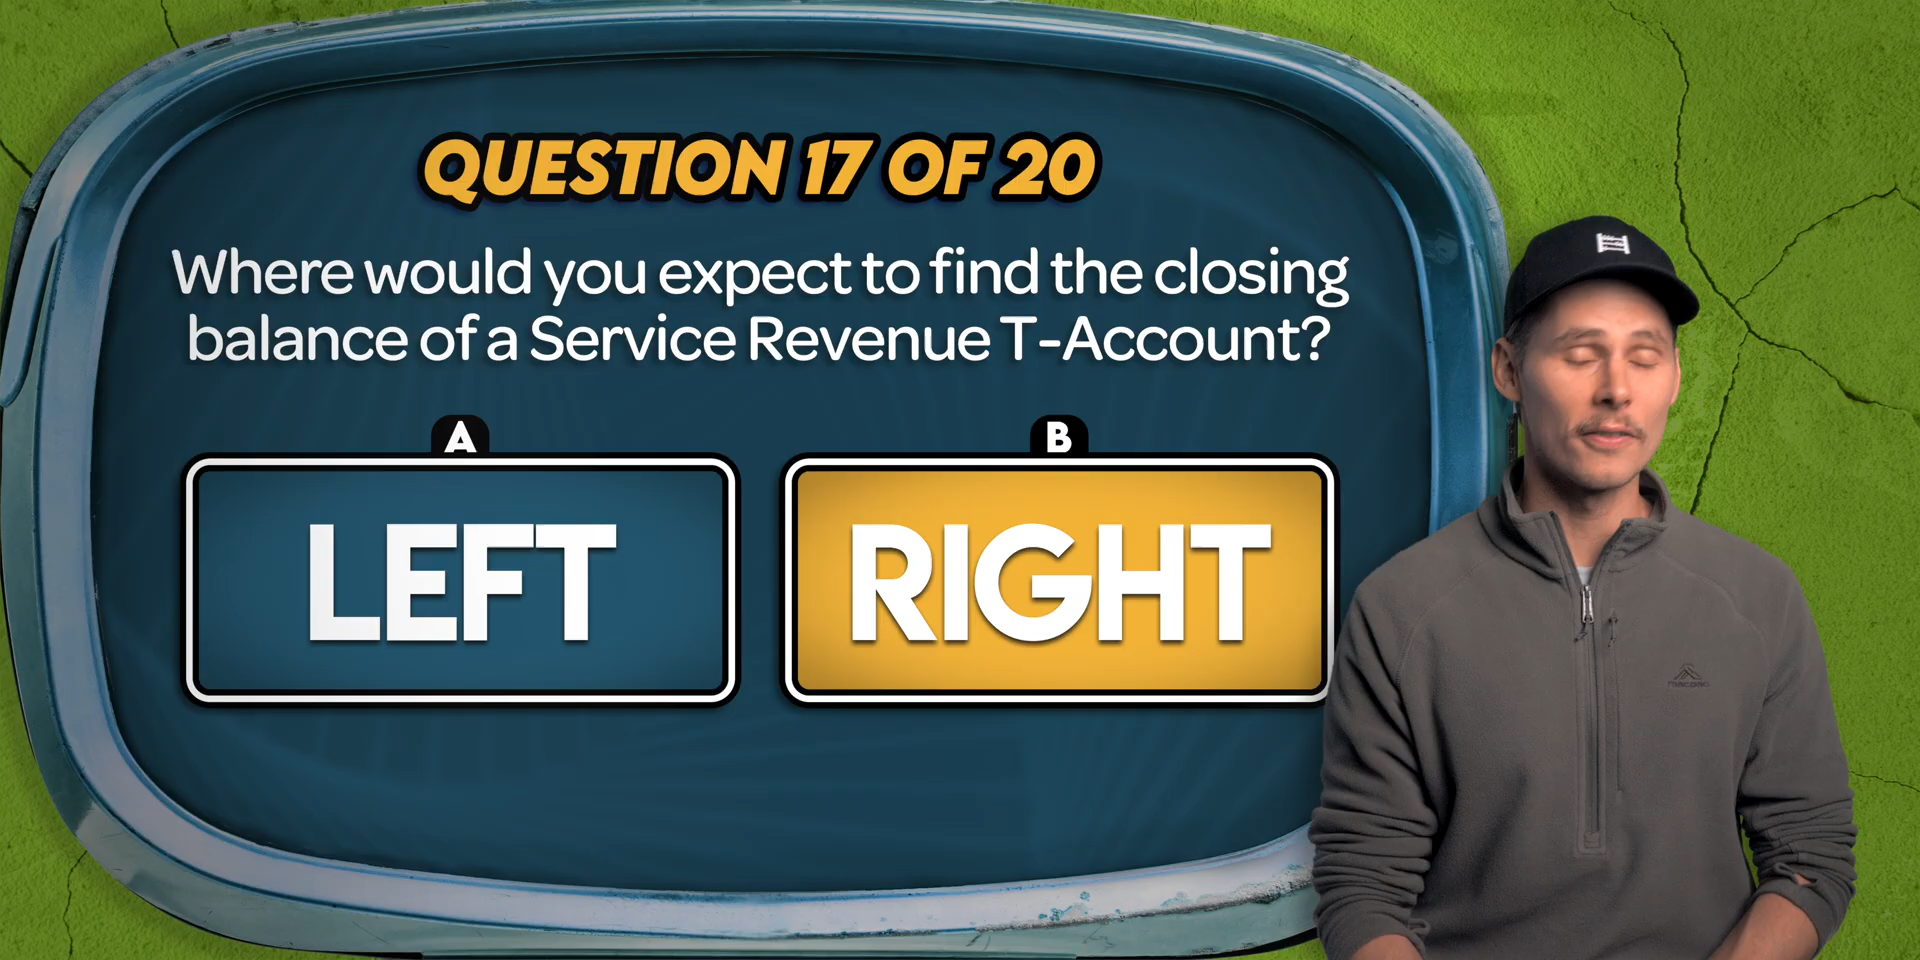 QUESTION 17 OF 20
Where would you expect to find the closing
balance of a Service Revenue T-Account?
A
B
LEFT
RIGHT
macpac